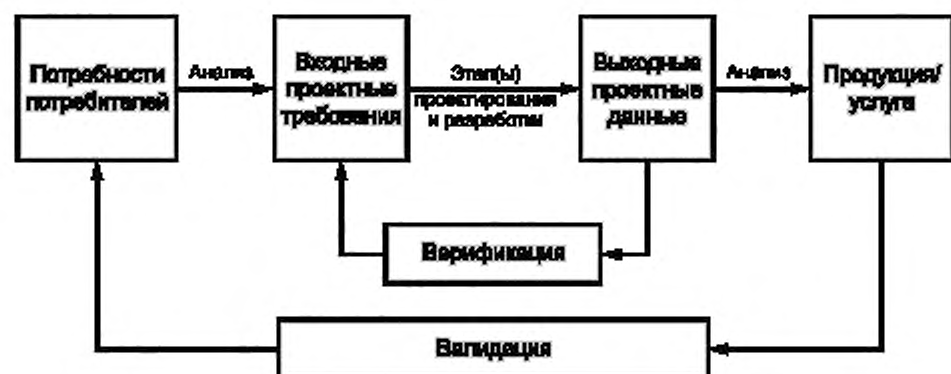 Потребности
потребителей
Анализ
Входные
проектные
требования
Этап(ы)
проектирования
и разработки
Выходные
проектные
данные
Анализ
Продукция/
услуга
Верификация
Валидация